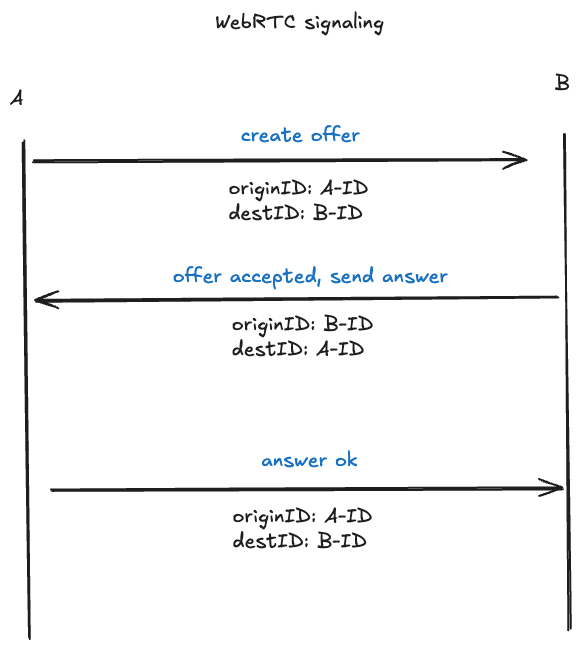 WebRTC signaling
A
B
create offer
originID: A-ID
destID: B-ID
offer accepted, send answer
originID: B-ID
destID: A-ID
answer ok
originID: A-ID
destID: B-ID